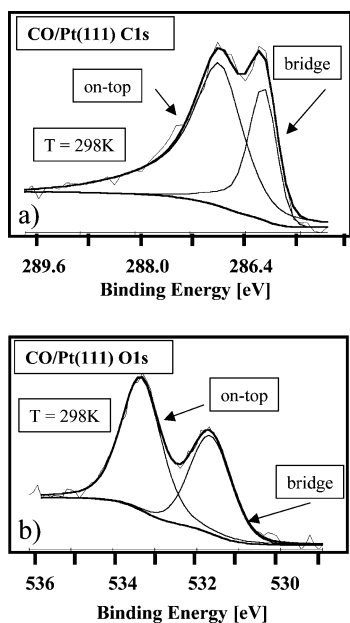 CO/Pt(111) C1s
on-top
bridge
T = 298K
a)
289.6 288.0 286.4
Binding Energy [eV]
CO/Pt(111) O1s
on-top
T = 298K
bridge
b)
536 534 532 530
Binding Energy [eV]